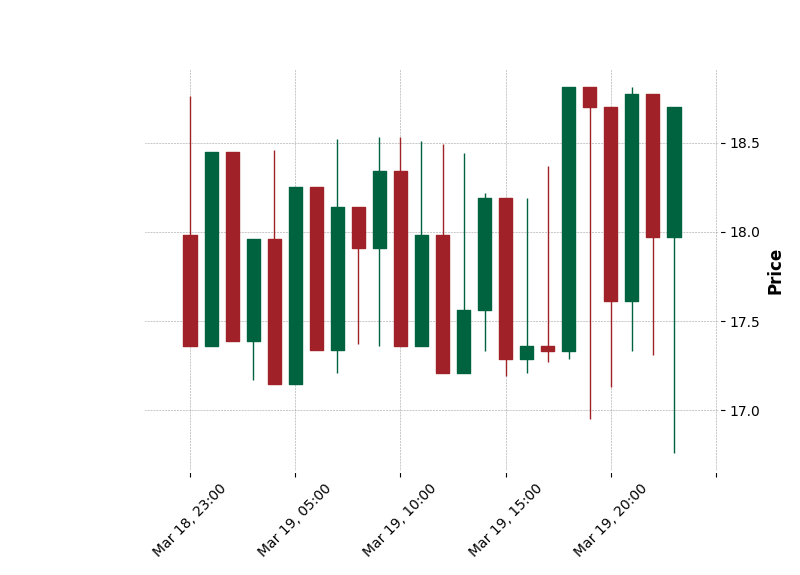 18.5
18.0
17.5
17.0
Price
Mar 18, 23:00
Mar 19, 05:00
Mar 19, 10:00
Mar 19, 15:00
Mar 19, 20:00